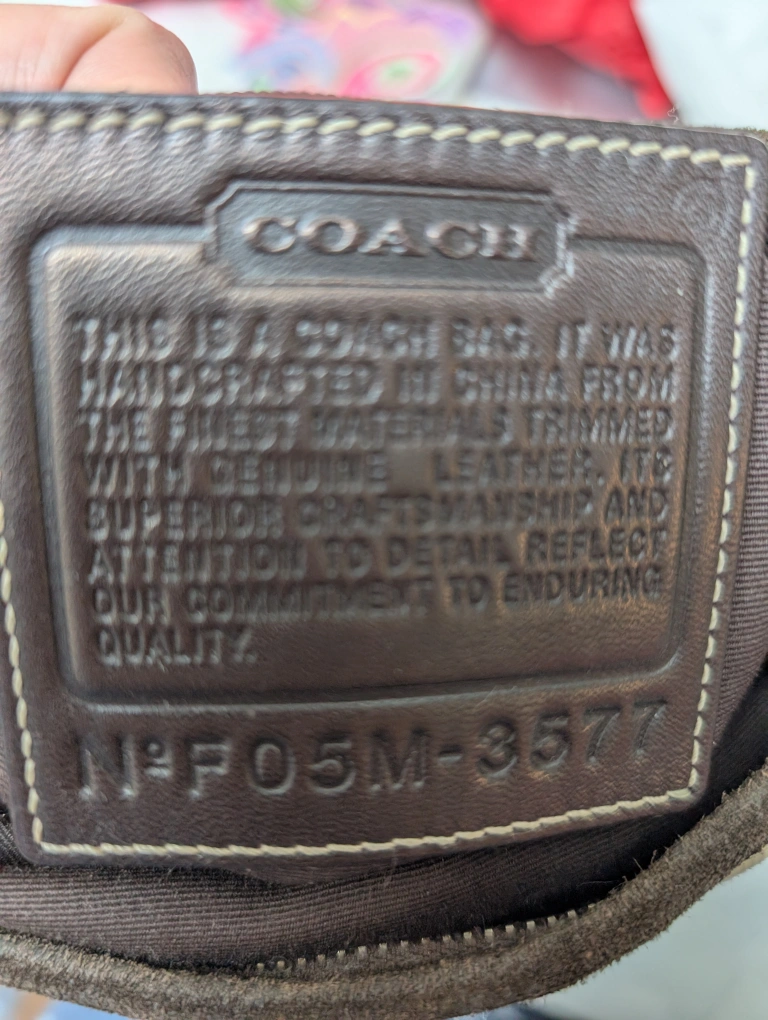 COACH
THIS IS A COACH BAG. IT WAS
HANDCRAFTED IN CHINA FROM
THE FINEST MATERIALS TRIMMED
WITH GENUINE LEATHER. ITS
SUPERIOR CRAFTSMANSHIP AND
ATTENTION TO DETAIL REFLECT
OUR COMMITMENT TO ENDURING
QUALITY.
Nº F05M-3577